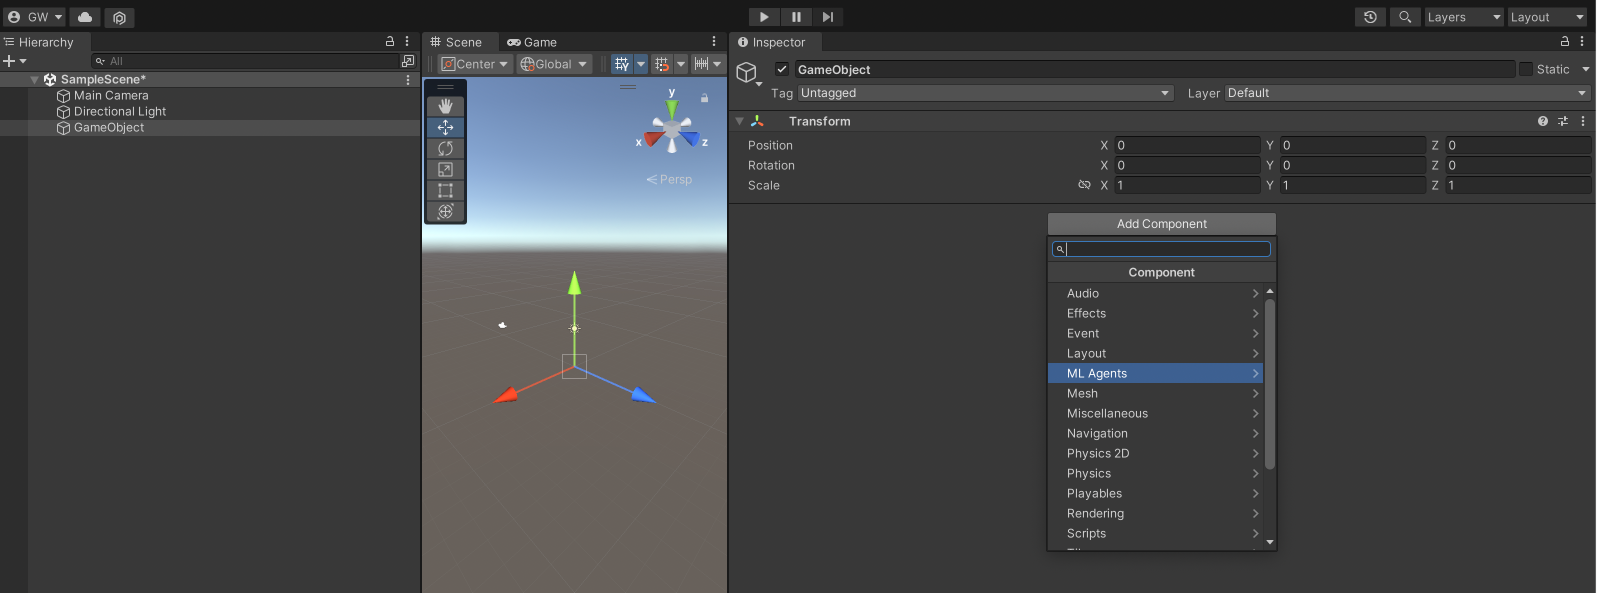 GW
Layers
Layout
Hierarchy
All
SampleScene*
Main Camera
Directional Light
GameObject
Scene
Game
Center
Global
y
x
z
Persp
Inspector
GameObject
Static
Tag Untagged
Layer Default
Transform
Position X 0 Y 0 Z 0
Rotation X 0 Y 0 Z 0
Scale X 1 Y 1 Z 1
Add Component
Component
Audio
Effects
Event
Layout
ML Agents
Mesh
Miscellaneous
Navigation
Physics 2D
Physics
Playables
Rendering
Scripts